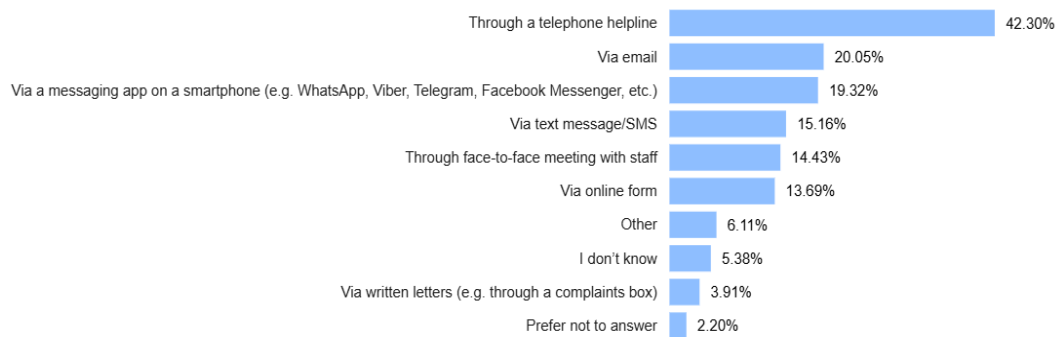 Through a telephone helpline 42.30%
Via email 20.05%
Via a messaging app on a smartphone (e.g. WhatsApp, Viber, Telegram, Facebook Messenger, etc.) 19.32%
Via text message/SMS 15.16%
Through face-to-face meeting with staff 14.43%
Via online form 13.69%
Other 6.11%
I don’t know 5.38%
Via written letters (e.g. through a complaints box) 3.91%
Prefer not to answer 2.20%